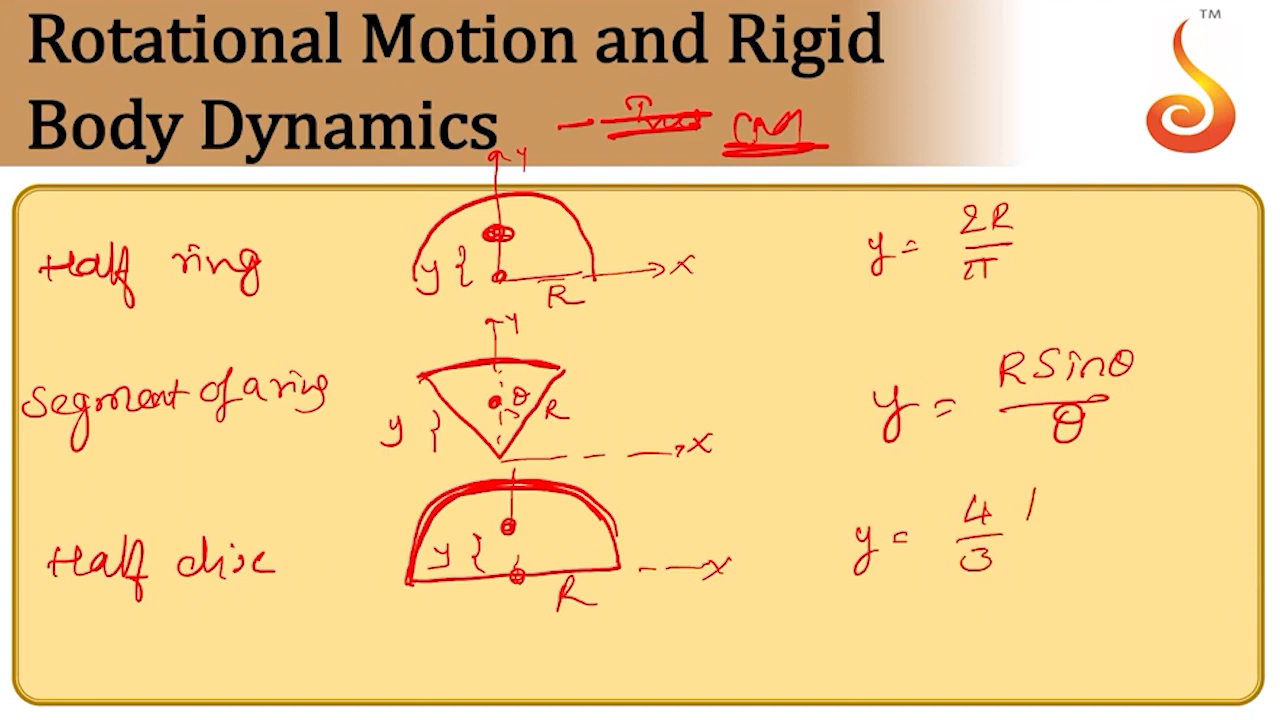 Rotational Motion and Rigid
Body Dynamics
CM
TM
Half ring
Y
y {
R
X
y = 2R/π
Segment of a ring
Y
θ
R
y {
X
y = R Sinθ/θ
Half disc
y {
R
X
y = 4/3